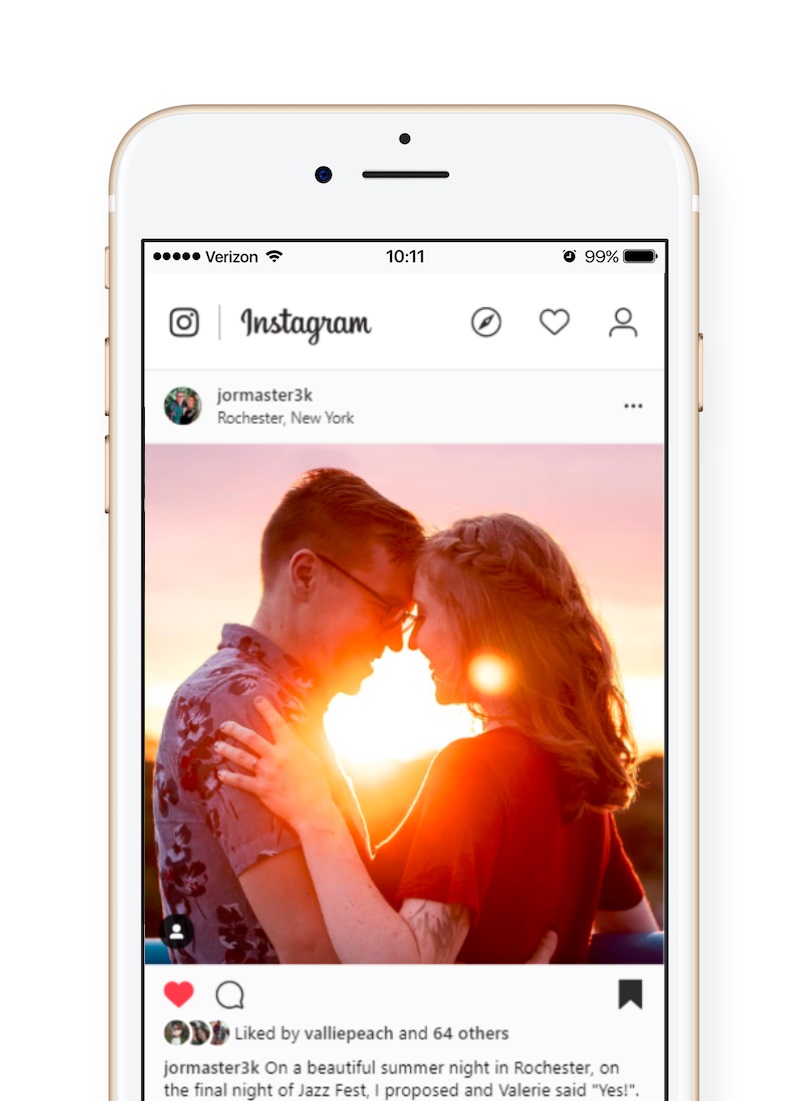 Verizon 10:11 99%
Instagram
jormaster3k
Rochester, New York
Liked by valliepeach and 64 others
jormaster3k On a beautiful summer night in Rochester, on
the final night of Jazz Fest, I proposed and Valerie said "Yes!".